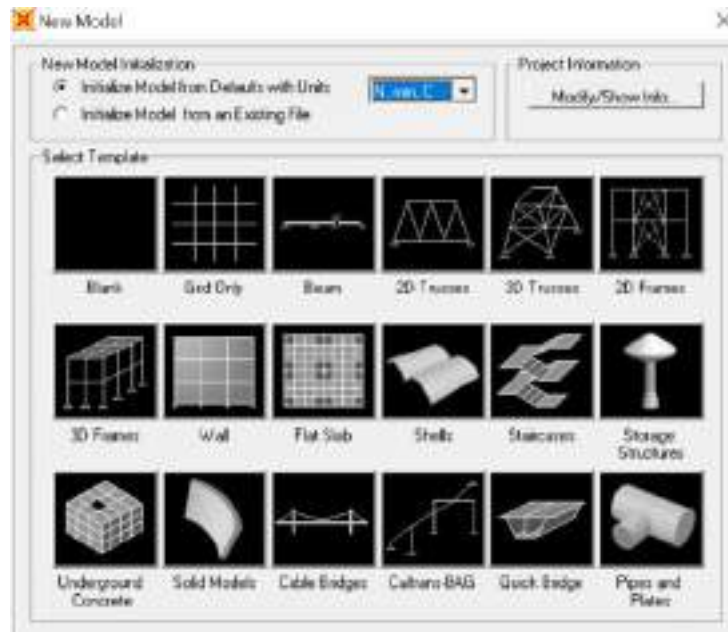 New Model
New Model Initialization
Project Information
Initialize Model from Defaults with Units
N, mm, C
Modify/Show Info...
Initialize Model from an Existing File
Select Template
Blank
Grid Only
Beam
2D Trusses
3D Trusses
2D Frames
3D Frames
Wall
Flat Slab
Shells
Staircases
Storage
Structures
Underground
Concrete
Solid Models
Cable Bridges
Caltrans-BAG
Quick Bridge
Pipes and
Plates